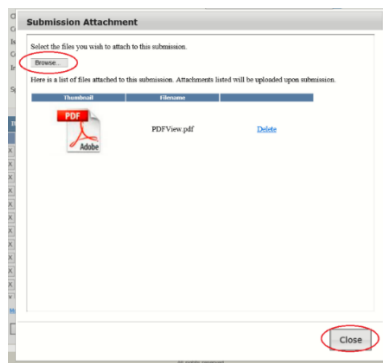 Submission Attachment
Select the files you wish to attach to this submission.
Browse...
Here is a list of files attached to this submission. Attachments listed will be uploaded upon submission.
Thumbnail Filename
PDF
Adobe
PDFView.pdf Delete
Close